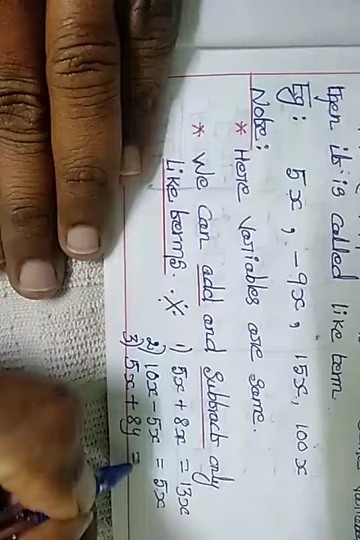 then it is called like term.
Eg: 5x, -9x, 15x, 100x
Note:
* Here Variables are same.
* We can add and Subtract only
like terms. ※ 1) 5x + 8x = 13x
2) 10x - 5x = 5x
3) 5x + 8y =